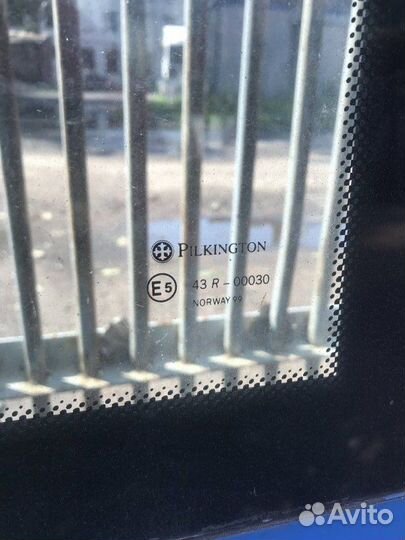 PILKINGTON
E5 43 R-00030
NORWAY 99
Avito